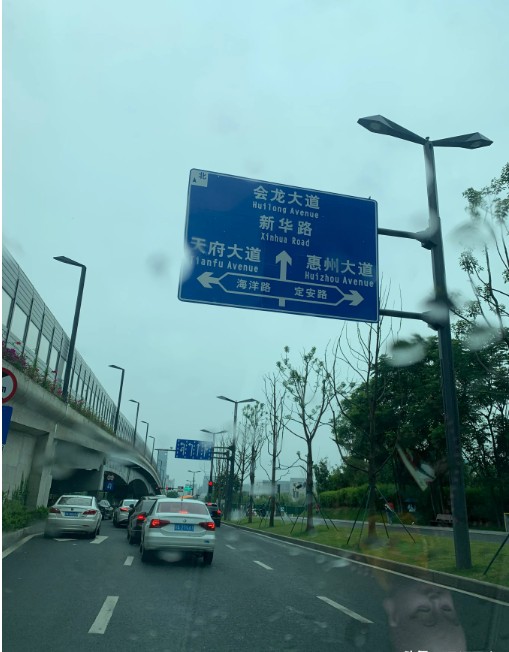 北
会龙大道
Huilong Avenue
新华路
Xinhua Road
天府大道
Tianfu Avenue
惠州大道
Huizhou Avenue
海洋路
定安路